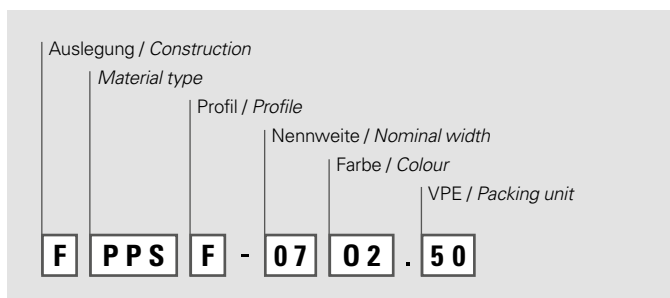 Auslegung / Construction
Material type
Profil / Profile
Nennweite / Nominal width
Farbe / Colour
VPE / Packing unit
F PPS F - 07 02 . 50